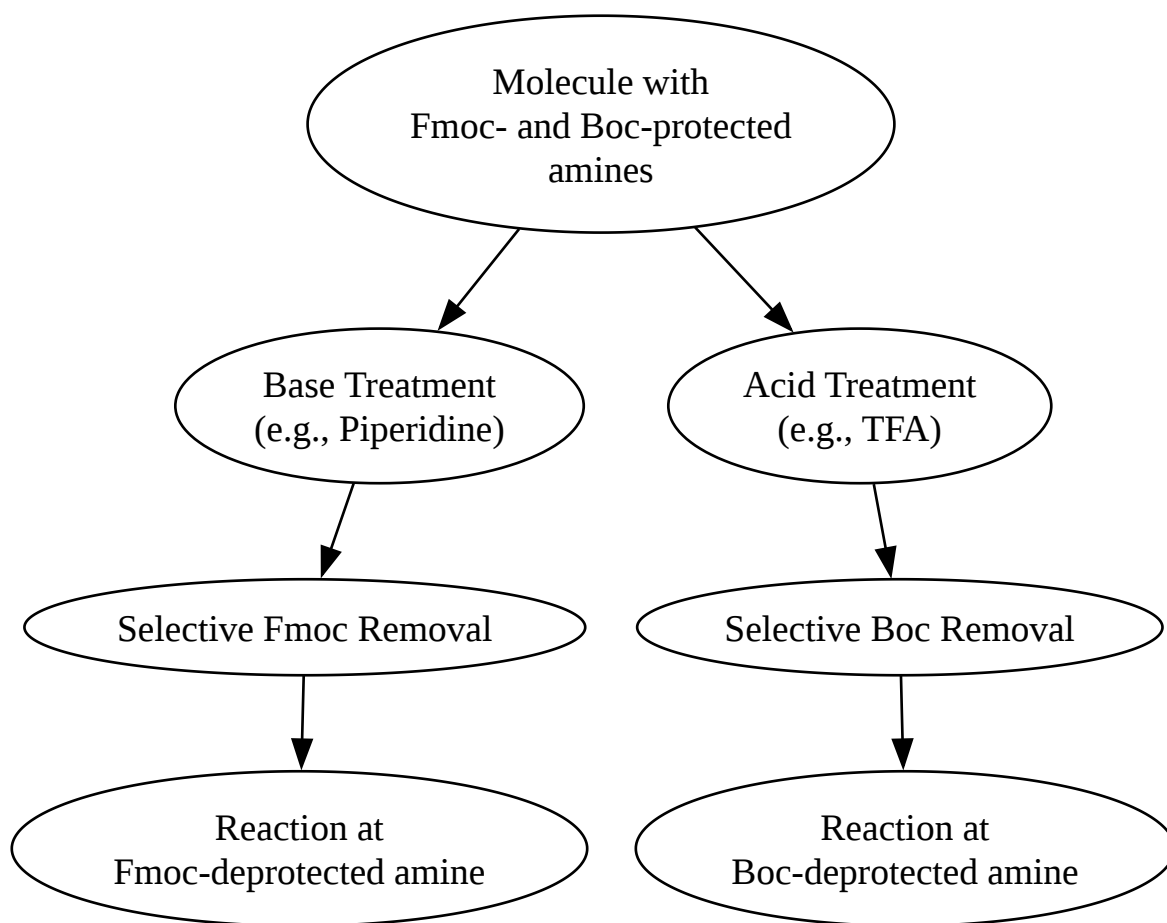 Molecule with
Fmoc- and Boc-protected
amines
Base Treatment
(e.g., Piperidine)
Acid Treatment
(e.g., TFA)
Selective Fmoc Removal
Selective Boc Removal
Reaction at
Fmoc-deprotected amine
Reaction at
Boc-deprotected amine